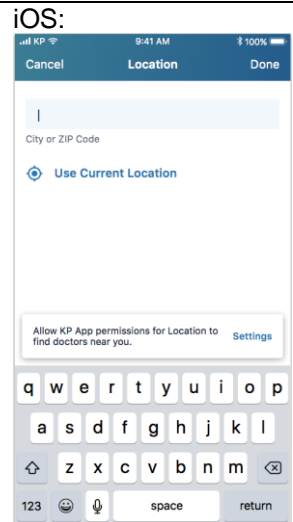 iOS:
KP 9:41 AM 100%
Cancel Location Done
City or ZIP Code
Use Current Location
Allow KP App permissions for Location to
find doctors near you.
Settings
q w e r t y u i o p
a s d f g h j k l
z x c v b n m
123 space return